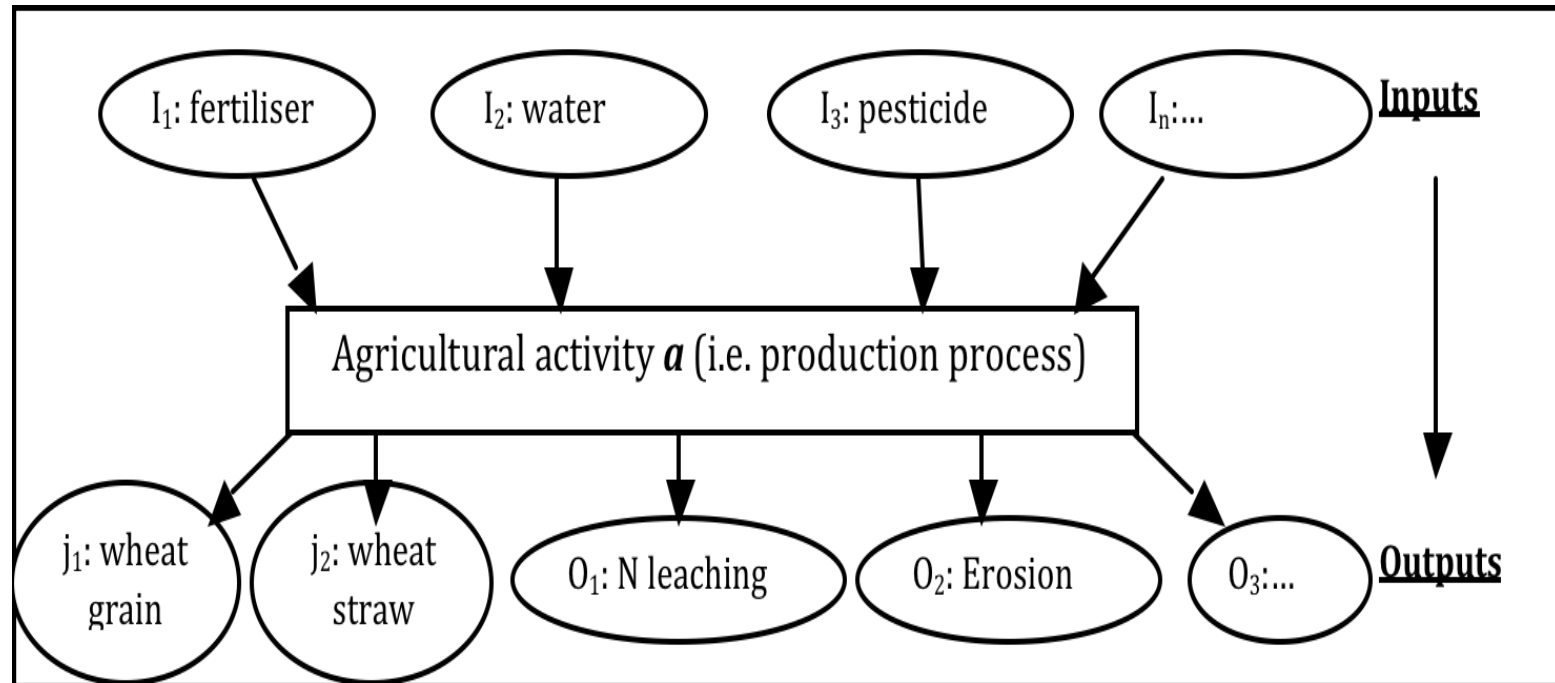 I₁: fertiliser
I₂: water
I₃: pesticide
Iₙ:...
Inputs
Agricultural activity a (i.e. production process)
j₁: wheat
grain
j₂: wheat
straw
O₁: N leaching
O₂: Erosion
O₃:...
Outputs